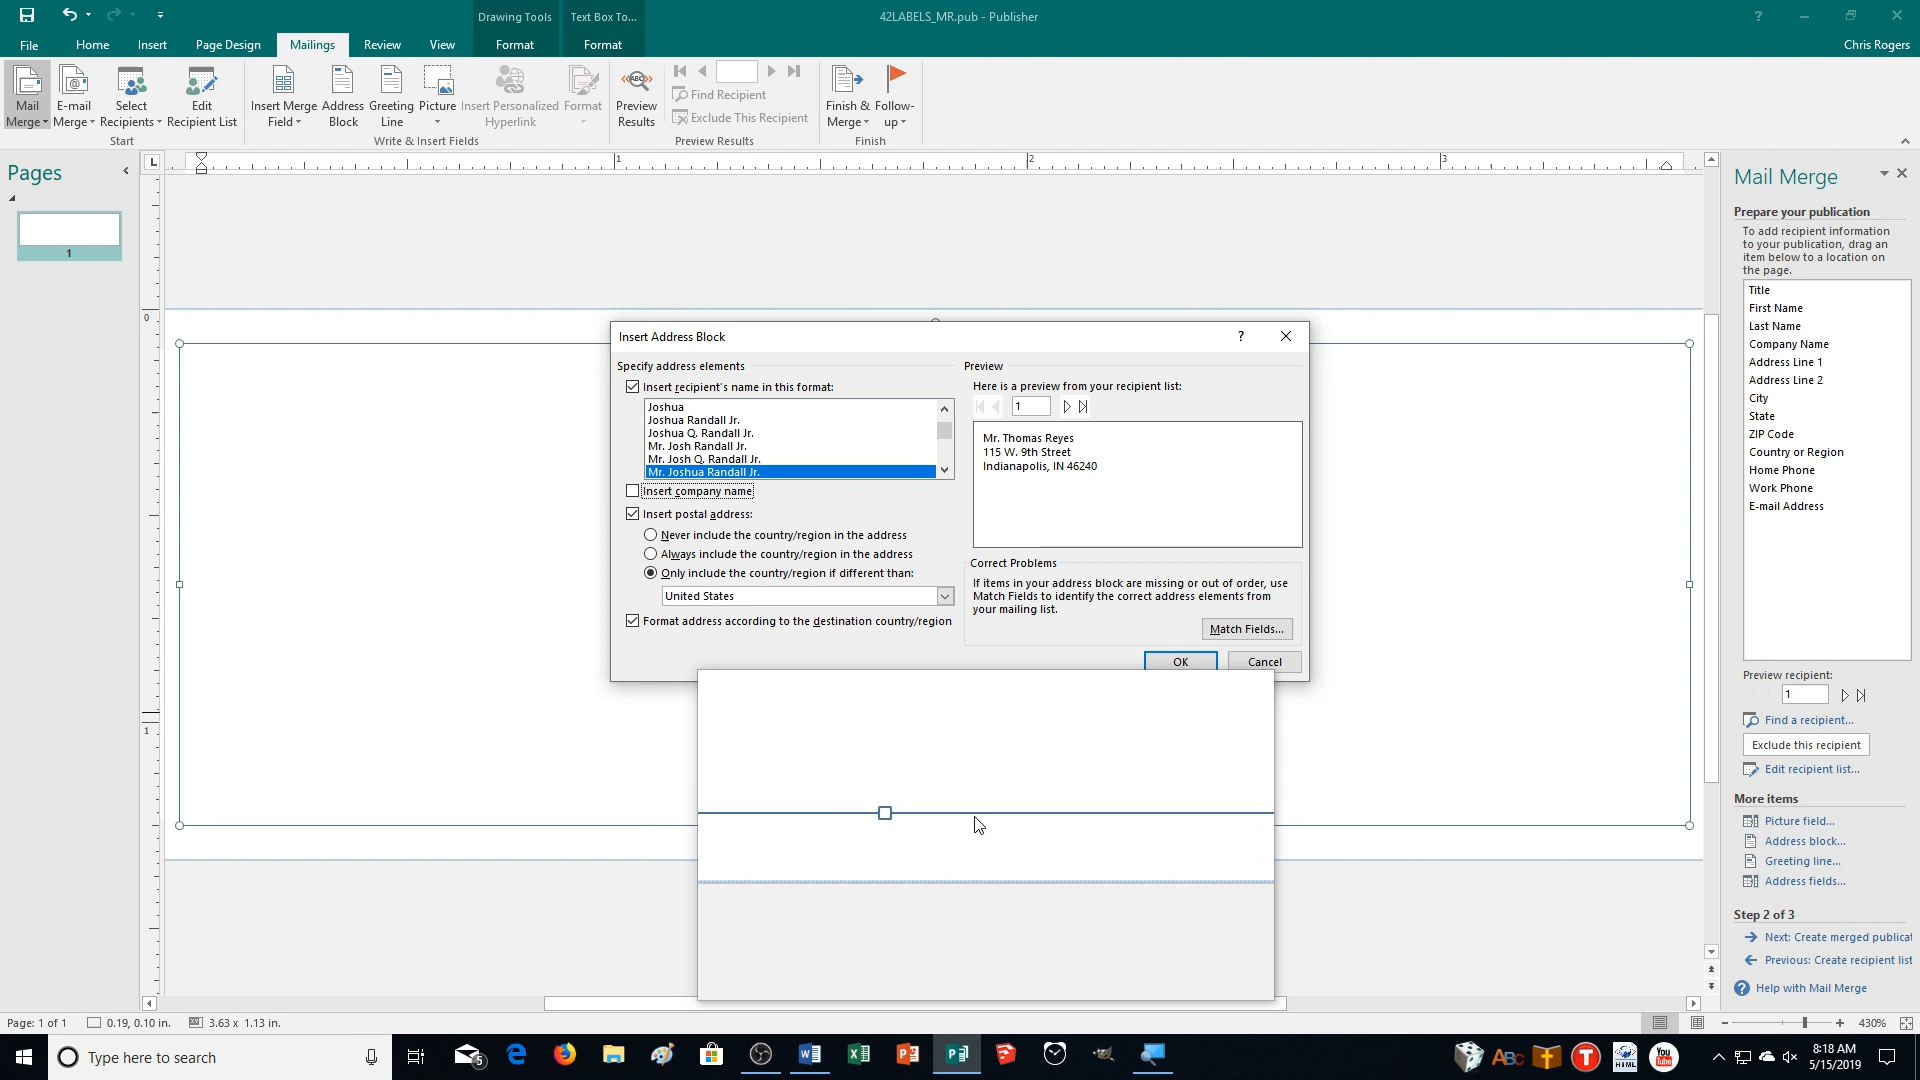 Drawing Tools
Text Box To...
42LABELS_MR.pub - Publisher
?
File
Home
Insert
Page Design
Mailings
Review
View
Format
Format
Chris Rogers
Mail Merge
E-mail Merge
Select Recipients
Edit Recipient List
Start
Insert Merge Field
Address Block
Greeting Line
Picture
Insert Personalized Hyperlink
Format
Write & Insert Fields
Preview Results
Find Recipient
Exclude This Recipient
Preview Results
Finish & Merge
Follow-up
Finish
Pages
1
L
1
2
3
0
1
Insert Address Block
?
Specify address elements
Insert recipient's name in this format:
Joshua
Joshua Randall Jr.
Joshua Q. Randall Jr.
Mr. Josh Randall Jr.
Mr. Josh Q. Randall Jr.
Mr. Joshua Randall Jr.
Insert company name
Insert postal address:
Never include the country/region in the address
Always include the country/region in the address
Only include the country/region if different than:
United States
Format address according to the destination country/region
Preview
Here is a preview from your recipient list:
1
Mr. Thomas Reyes
115 W. 9th Street
Indianapolis, IN 46240
Correct Problems
If items in your address block are missing or out of order, use
Match Fields to identify the correct address elements from
your mailing list.
Match Fields...
OK
Cancel
Mail Merge
Prepare your publication
To add recipient information
to your publication, drag an
item below to a location on
the page.
Title
First Name
Last Name
Company Name
Address Line 1
Address Line 2
City
State
ZIP Code
Country or Region
Home Phone
Work Phone
E-mail Address
Preview recipient:
1
Find a recipient...
Exclude this recipient
Edit recipient list...
More items
Picture field...
Address block...
Greeting line...
Address fields...
Step 2 of 3
Next: Create merged publicat
Previous: Create recipient list
Help with Mail Merge
Page: 1 of 1
0.19, 0.10 in.
3.63 x 1.13 in.
430%
Type here to search
5
ABC
T
HTML
You Tube
8:18 AM
5/15/2019